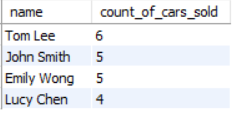 name count_of_cars_sold
Tom Lee 6
John Smith 5
Emily Wong 5
Lucy Chen 4